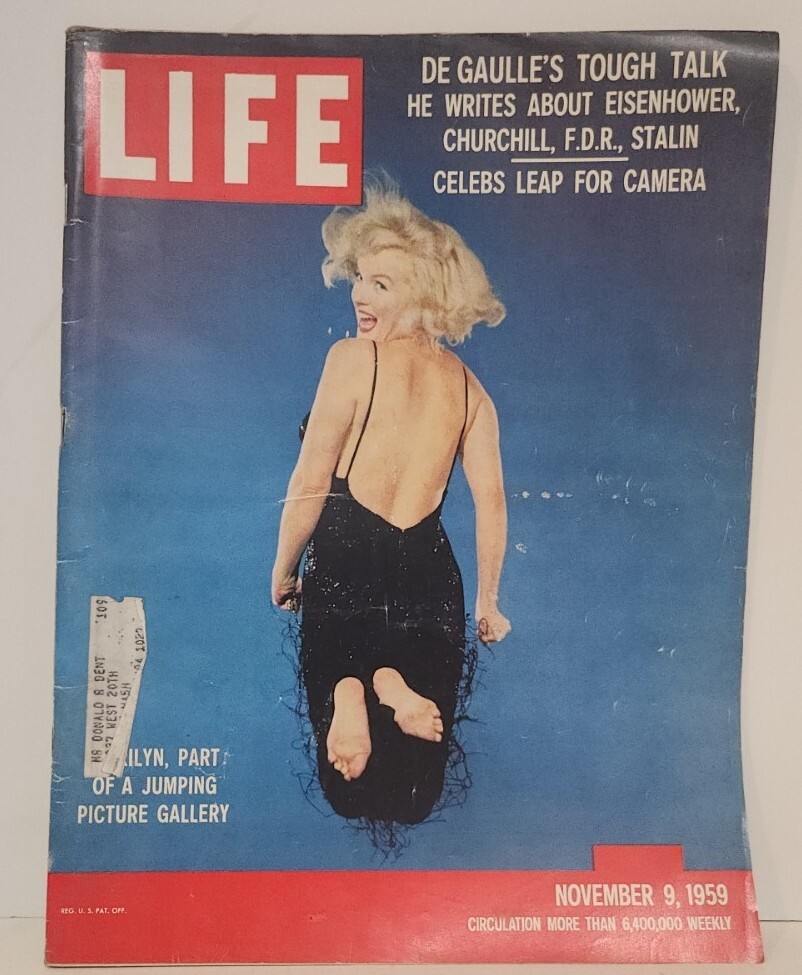 LIFE
DE GAULLE'S TOUGH TALK
HE WRITES ABOUT EISENHOWER,
CHURCHILL, F.D.R., STALIN
CELEBS LEAP FOR CAMERA
109
MR DONALD R DENT
WEST 20TH
WASH
1022
ILYN, PART
OF A JUMPING
PICTURE GALLERY
REG. U. S. PAT. OFF.
NOVEMBER 9, 1959
CIRCULATION MORE THAN 6,400,000 WEEKLY